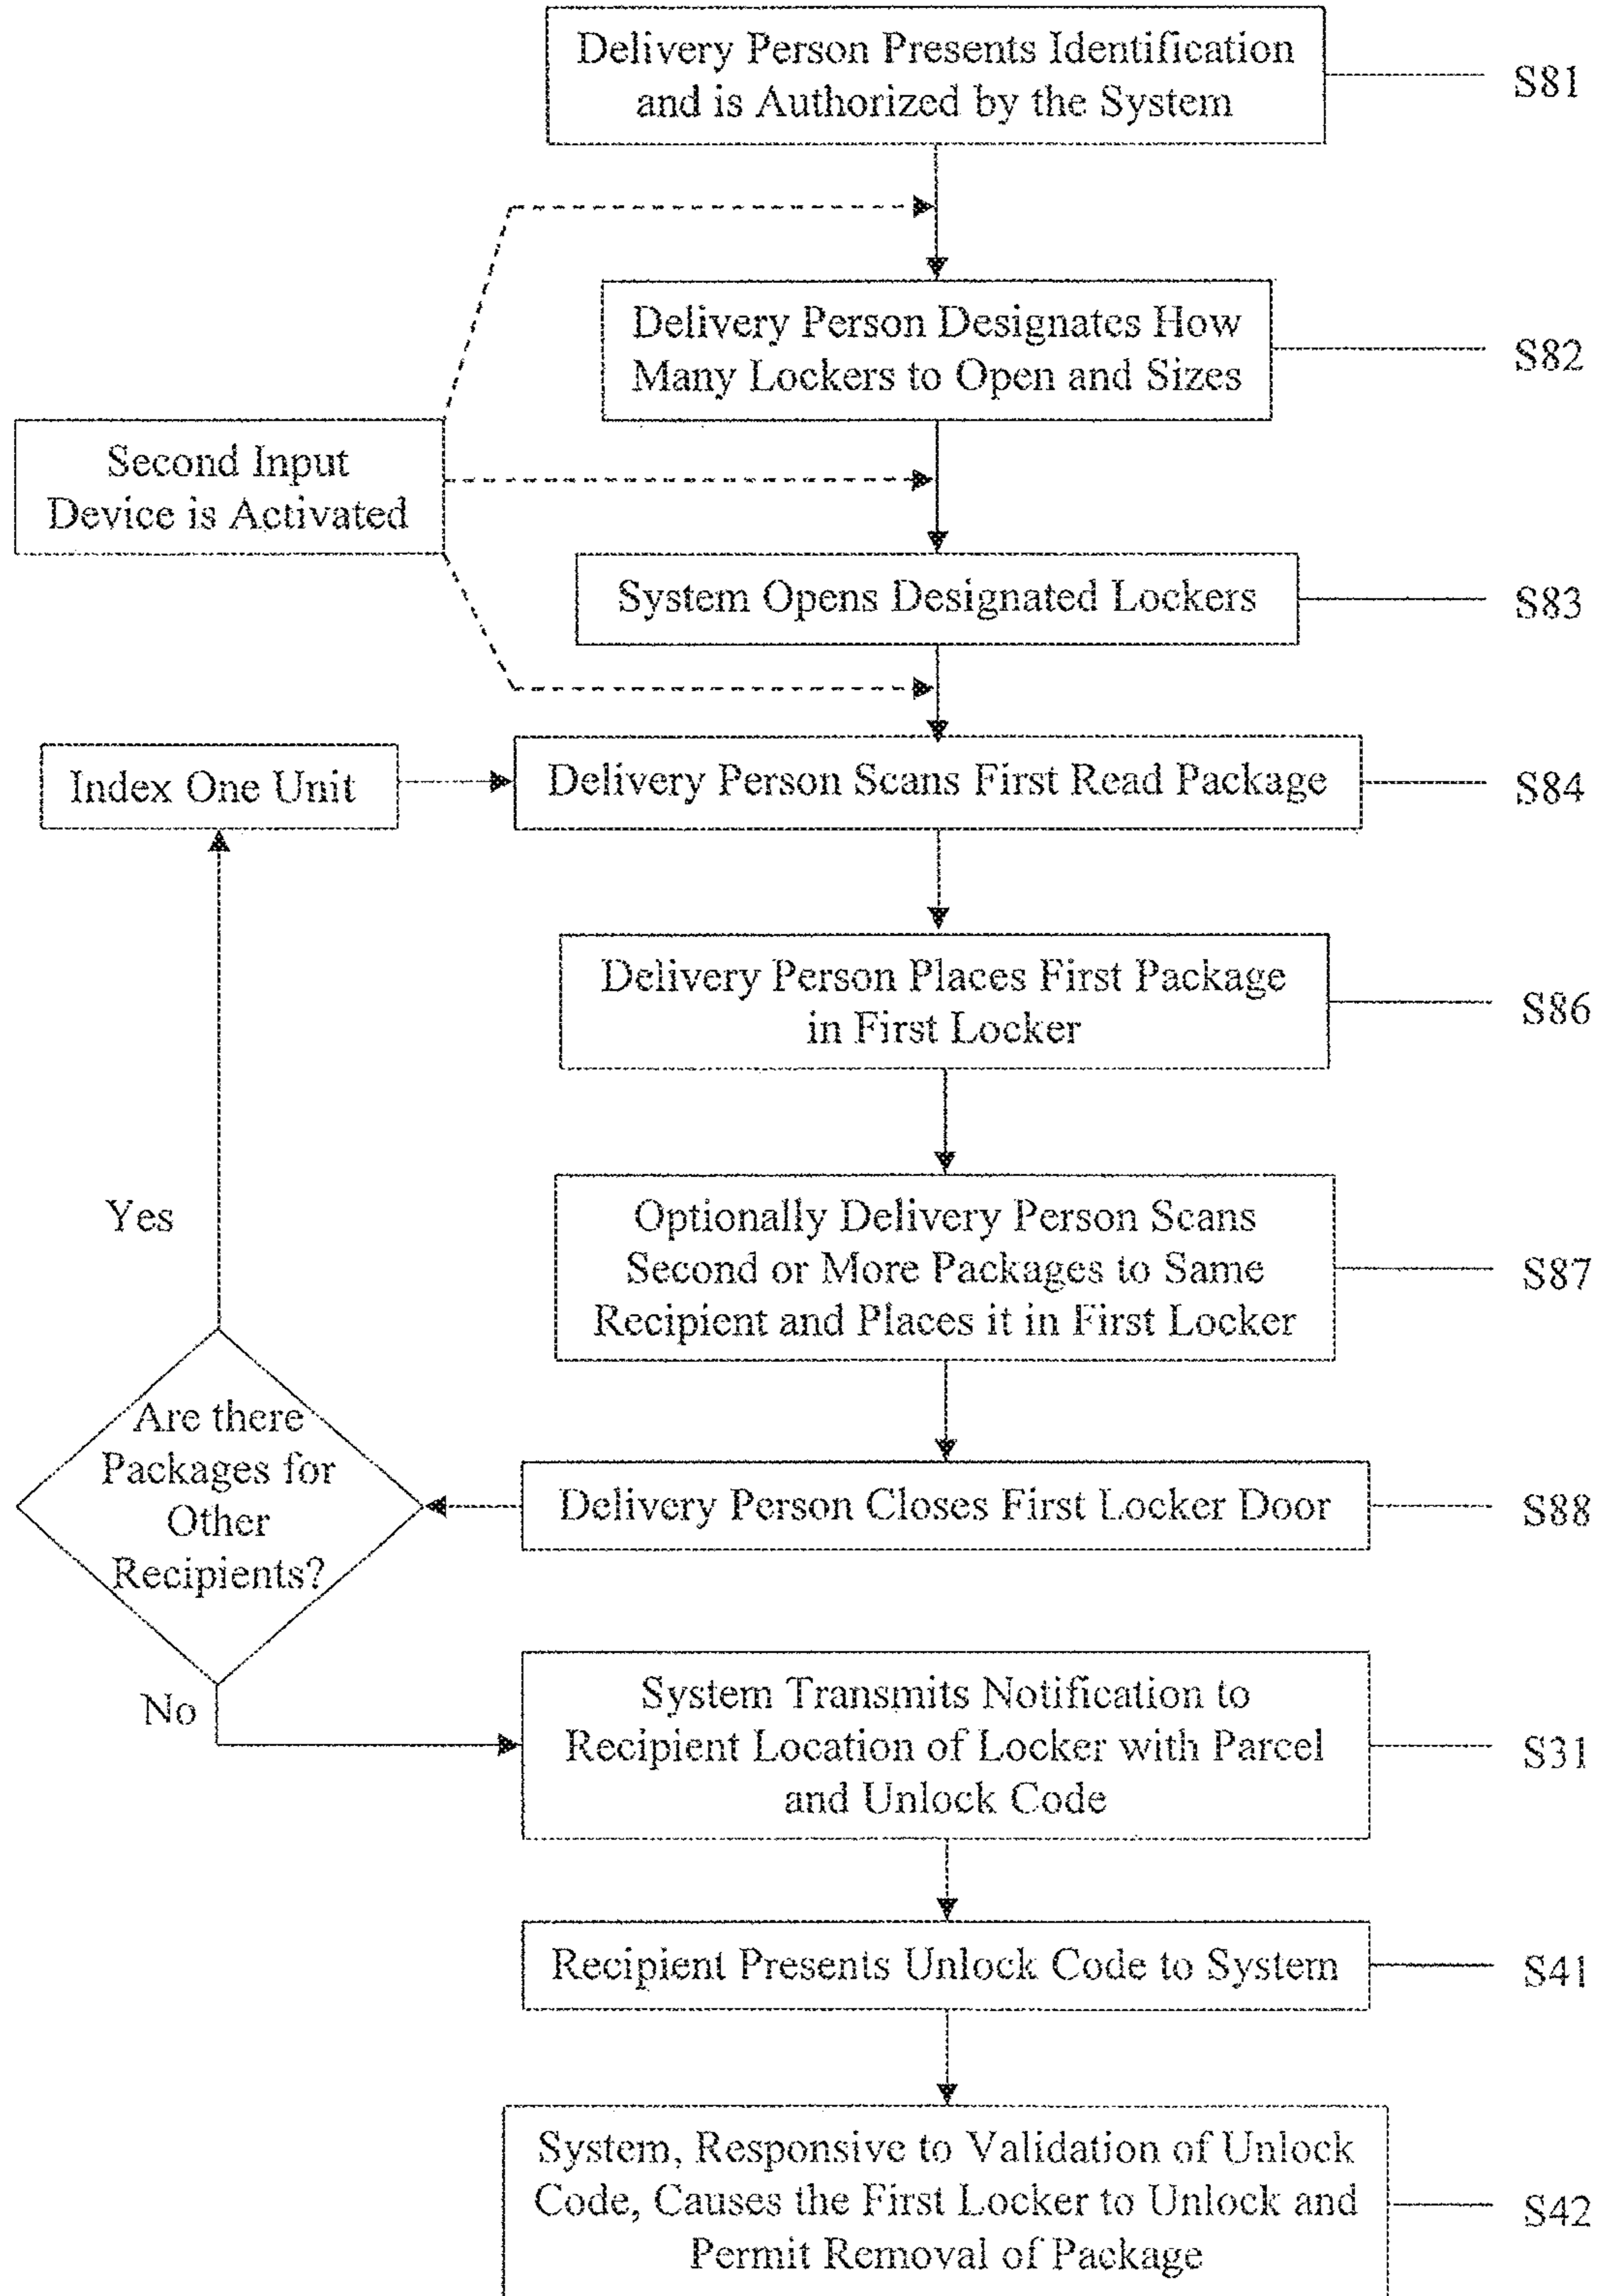 Delivery Person Presents Identification
and is Authorized by the System
S81
Delivery Person Designates How
Many Lockers to Open and Sizes
S82
Second Input
Device is Activated
System Opens Designated Lockers
S83
Index One Unit
Delivery Person Scans First Read Package
S84
Delivery Person Places First Package
in First Locker
S86
Yes
Optionally Delivery Person Scans
Second or More Packages to Same
Recipient and Places it in First Locker
S87
Are there
Packages for
Other
Recipients?
Delivery Person Closes First Locker Door
S88
No
System Transmits Notification to
Recipient Location of Locker with Parcel
and Unlock Code
S31
Recipient Presents Unlock Code to System
S41
System, Responsive to Validation of Unlock
Code, Causes the First Locker to Unlock and
Permit Removal of Package
S42